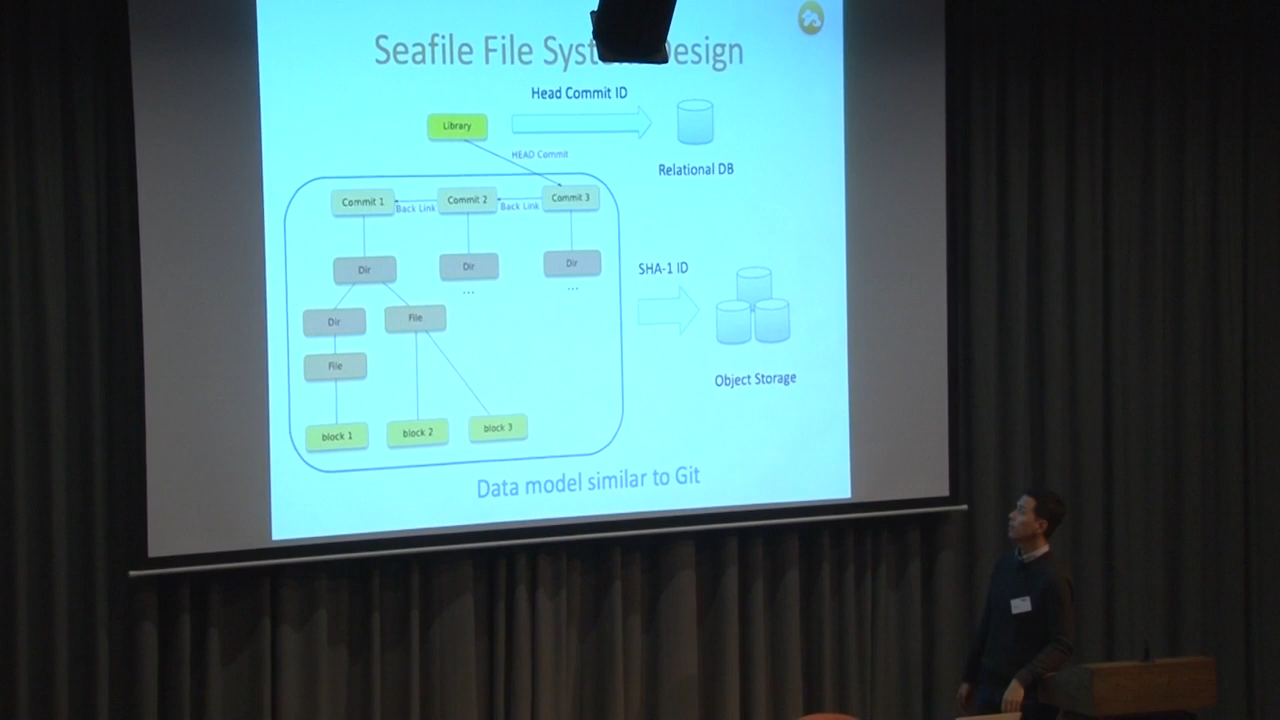 Seafile File System Design
Head Commit ID
Library
HEAD Commit
Relational DB
Commit 1
Back Link
Commit 2
Back Link
Commit 3
Dir
Dir
Dir
...
...
SHA-1 ID
Dir
File
File
Object Storage
block 1
block 2
block 3
Data model similar to Git